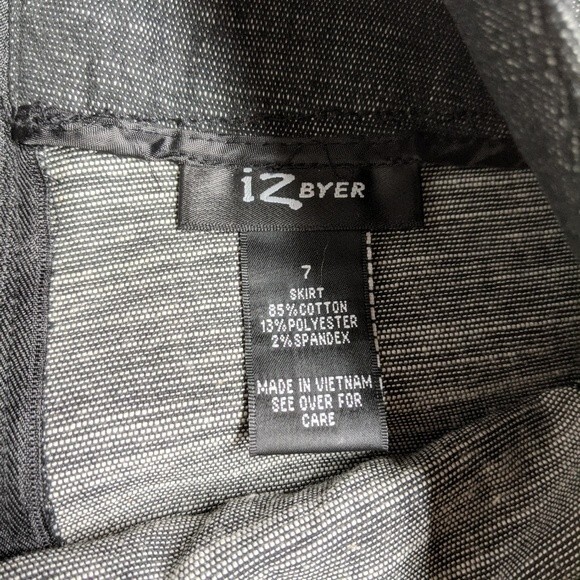 iZ BYER
7
SKIRT
85%COTTON
13%POLYESTER
2%SPANDEX
MADE IN VIETNAM
SEE OVER FOR
CARE